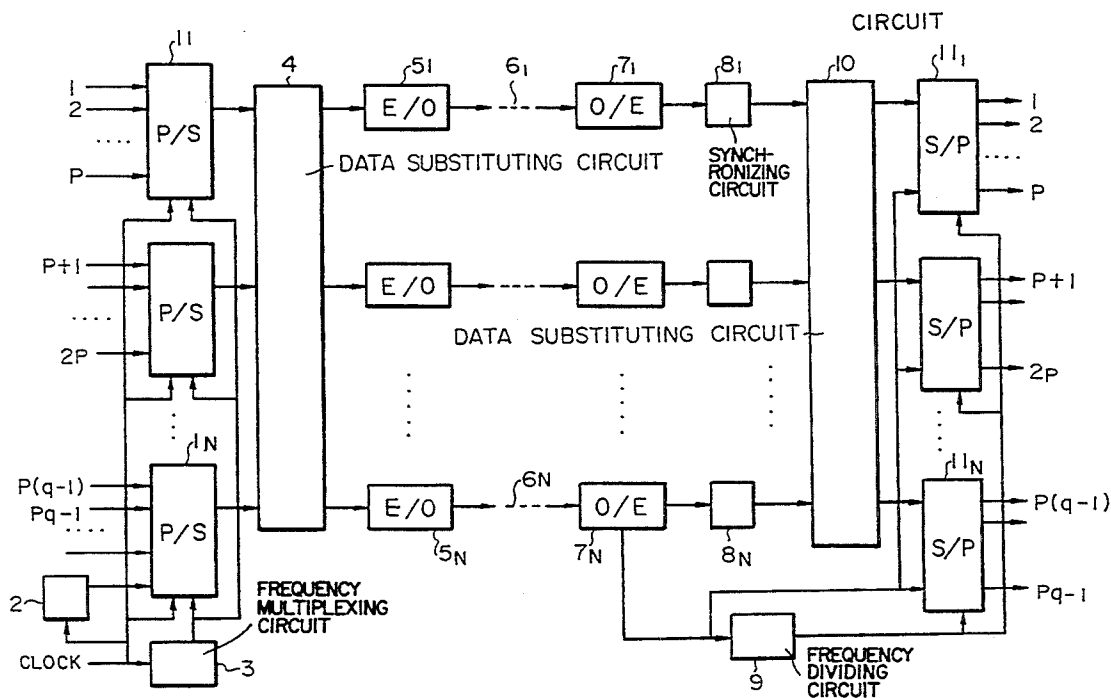 CIRCUIT
11
4
51
61
71
81
10
111
1
2
....
P
P/S
E/O
O/E
S/P
1
2
....
P
SYNCH-
RONIZING
CIRCUIT
DATA SUBSTITUTING CIRCUIT
P+1
....
2P
P/S
E/O
O/E
S/P
P+1
2P
DATA SUBSTITUTING CIRCUIT
1N
6N
11N
P(q-1)
Pq-1
....
P/S
E/O
O/E
S/P
P(q-1)
Pq-1
5N
7N
8N
2
FREQUENCY
MULTIPLEXING
CIRCUIT
CLOCK
3
9
FREQUENCY
DIVIDING
CIRCUIT